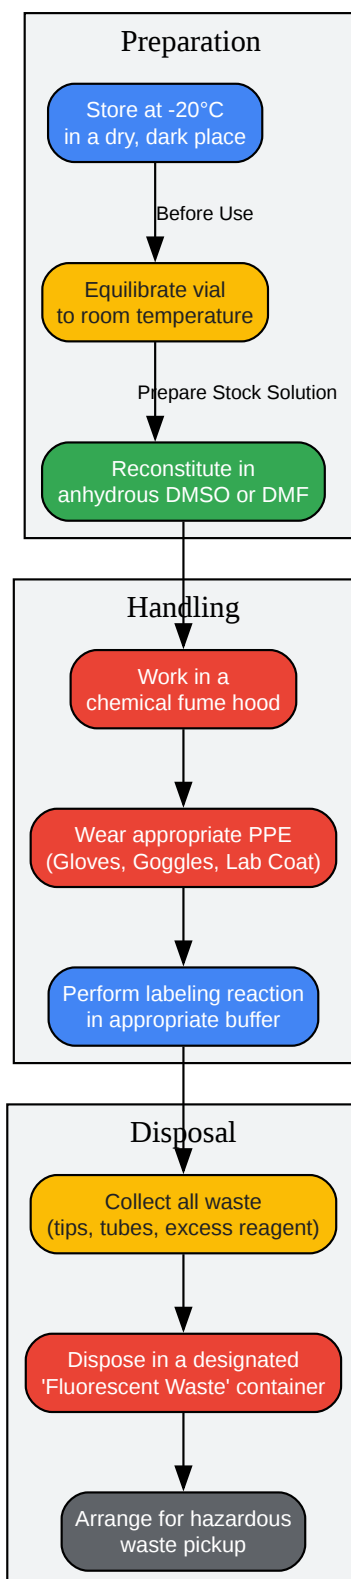 Preparation
Store at -20°C
in a dry, dark place
Before Use
Equilibrate vial
to room temperature
Prepare Stock Solution
Reconstitute in
anhydrous DMSO or DMF
Handling
Work in a
chemical fume hood
Wear appropriate PPE
(Gloves, Goggles, Lab Coat)
Perform labeling reaction
in appropriate buffer
Disposal
Collect all waste
(tips, tubes, excess reagent)
Dispose in a designated
'Fluorescent Waste' container
Arrange for hazardous
waste pickup